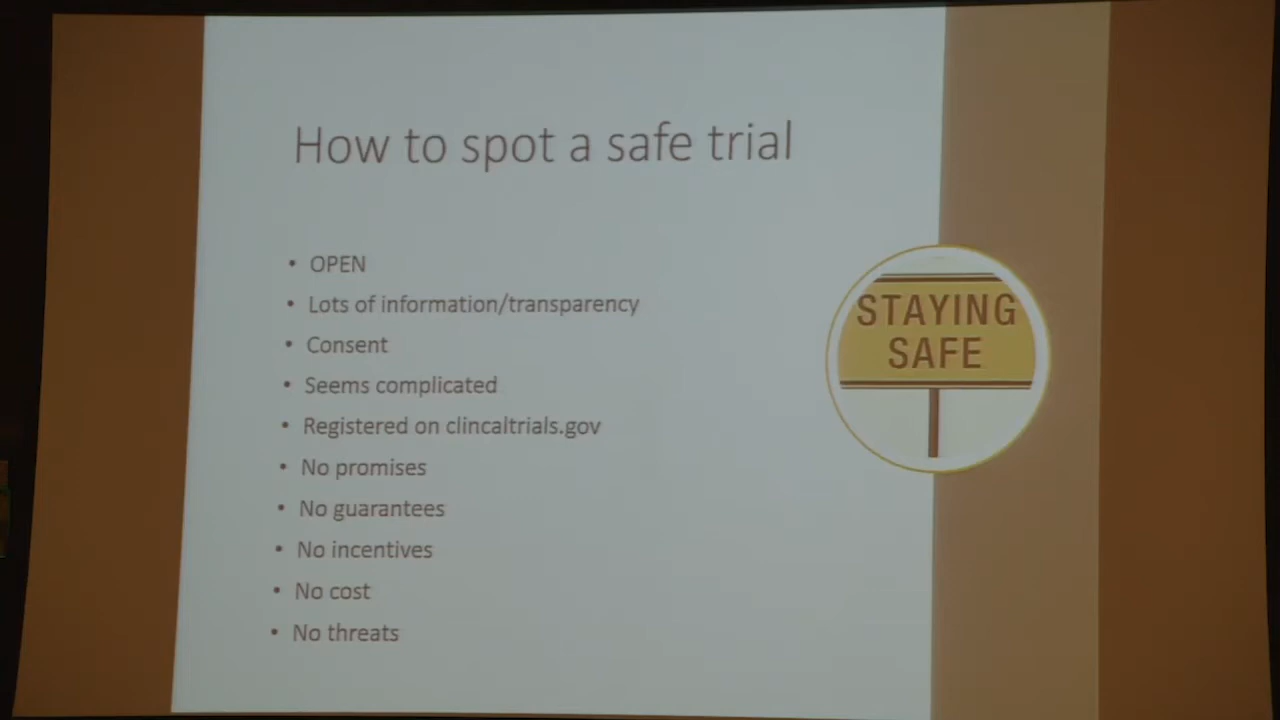 How to spot a safe trial
• OPEN
• Lots of information/transparency
• Consent
• Seems complicated
• Registered on clincaltrials.gov
• No promises
• No guarantees
• No incentives
• No cost
• No threats
STAYING
SAFE